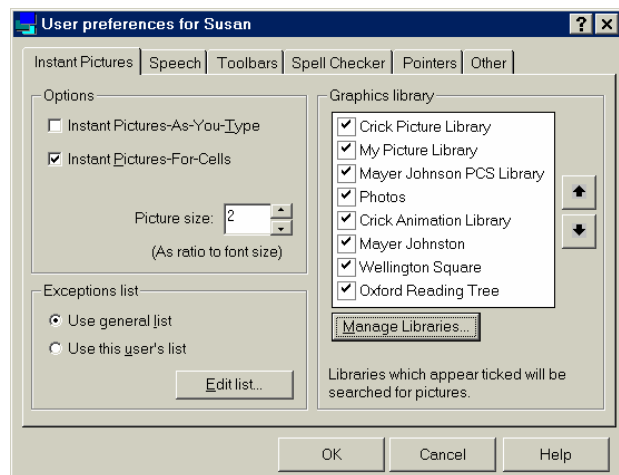 User preferences for Susan
Instant Pictures
Speech
Toolbars
Spell Checker
Pointers
Other
Options
Instant Pictures-As-You-Type
Instant Pictures-For-Cells
Picture size: 2
(As ratio to font size)
Exceptions list
Use general list
Use this user's list
Edit list...
Graphics library
Crick Picture Library
My Picture Library
Mayer Johnson PCS Library
Photos
Crick Animation Library
Mayer Johnston
Wellington Square
Oxford Reading Tree
Manage Libraries...
Libraries which appear ticked will be
searched for pictures.
OK
Cancel
Help